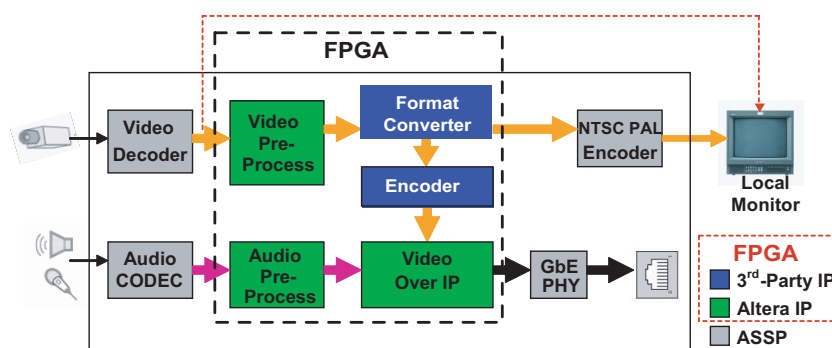 FPGA
Video
Decoder
Video
Pre-
Process
Format
Converter
NTSC PAL
Encoder
Local
Monitor
Encoder
Audio
CODEC
Audio
Pre-
Process
Video
Over IP
GbE
PHY
FPGA
3rd-Party IP
Altera IP
ASSP